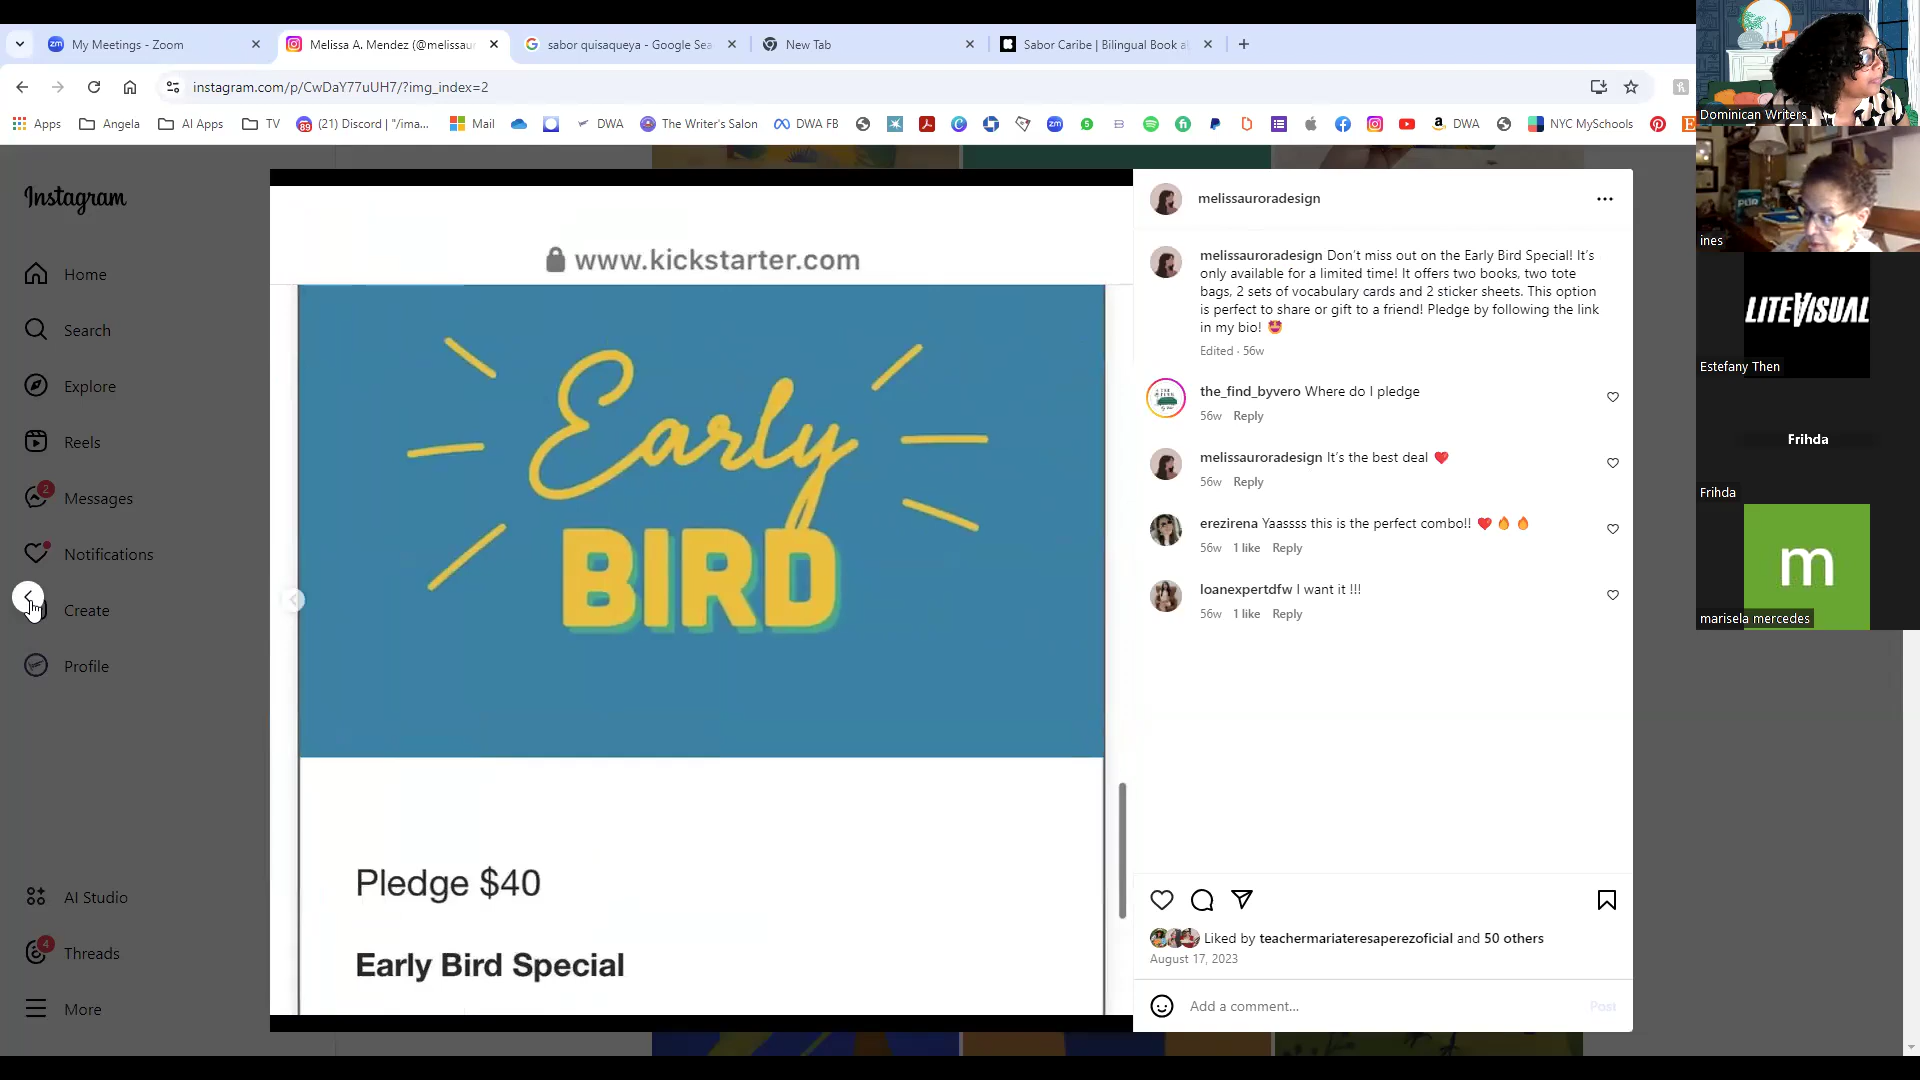 My Meetings - Zoom
Melissa A. Mendez (@melissau
sabor quisaqueya - Google Sea
New Tab
Sabor Caribe | Bilingual Book a
instagram.com/p/CwDaY77uUH7/?img_index=2
Apps
Angela
AI Apps
TV
(21) Discord | "/ima...
Mail
DWA
The Writer's Salon
DWA FB
DWA
NYC MySchools
Instagram
Home
Search
Explore
Reels
2
Messages
Notifications
Create
Profile
AI Studio
4
Threads
More
www.kickstarter.com
Early
BIRD
Pledge $40
Early Bird Special
melissauroradesign
melissauroradesign Don't miss out on the Early Bird Special! It's
only available for a limited time! It offers two books, two tote
bags, 2 sets of vocabulary cards and 2 sticker sheets. This option
is perfect to share or gift to a friend! Pledge by following the link
in my bio! 🤩
Edited · 56w
the_find_byvero Where do I pledge
56w Reply
melissauroradesign It's the best deal ❤️
56w Reply
erezirena Yaassss this is the perfect combo!! ❤️🔥🔥
56w 1 like Reply
loanexpertdfw I want it !!!
56w 1 like Reply
Liked by teachermariateresaperezoficial and 50 others
August 17, 2023
Add a comment...
Post
Dominican Writers
ines
LITEVISUAL
Estefany Then
Frihda
Frihda
m
marisela mercedes